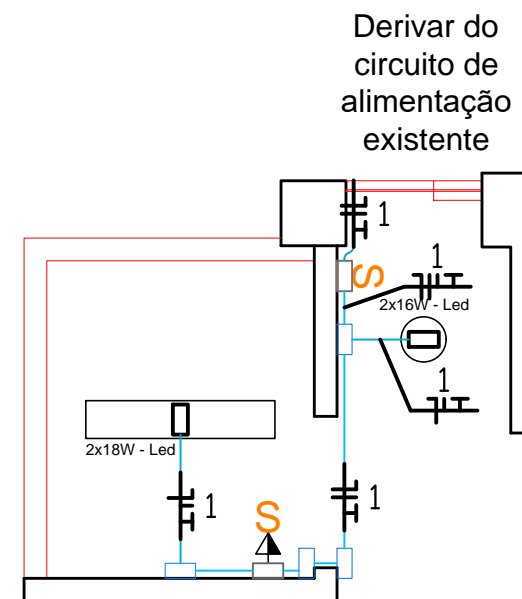 Derivar do
circuito de
alimentação
existente
1
S
1
2x16W - Led
1
2x18W - Led
1
1
S